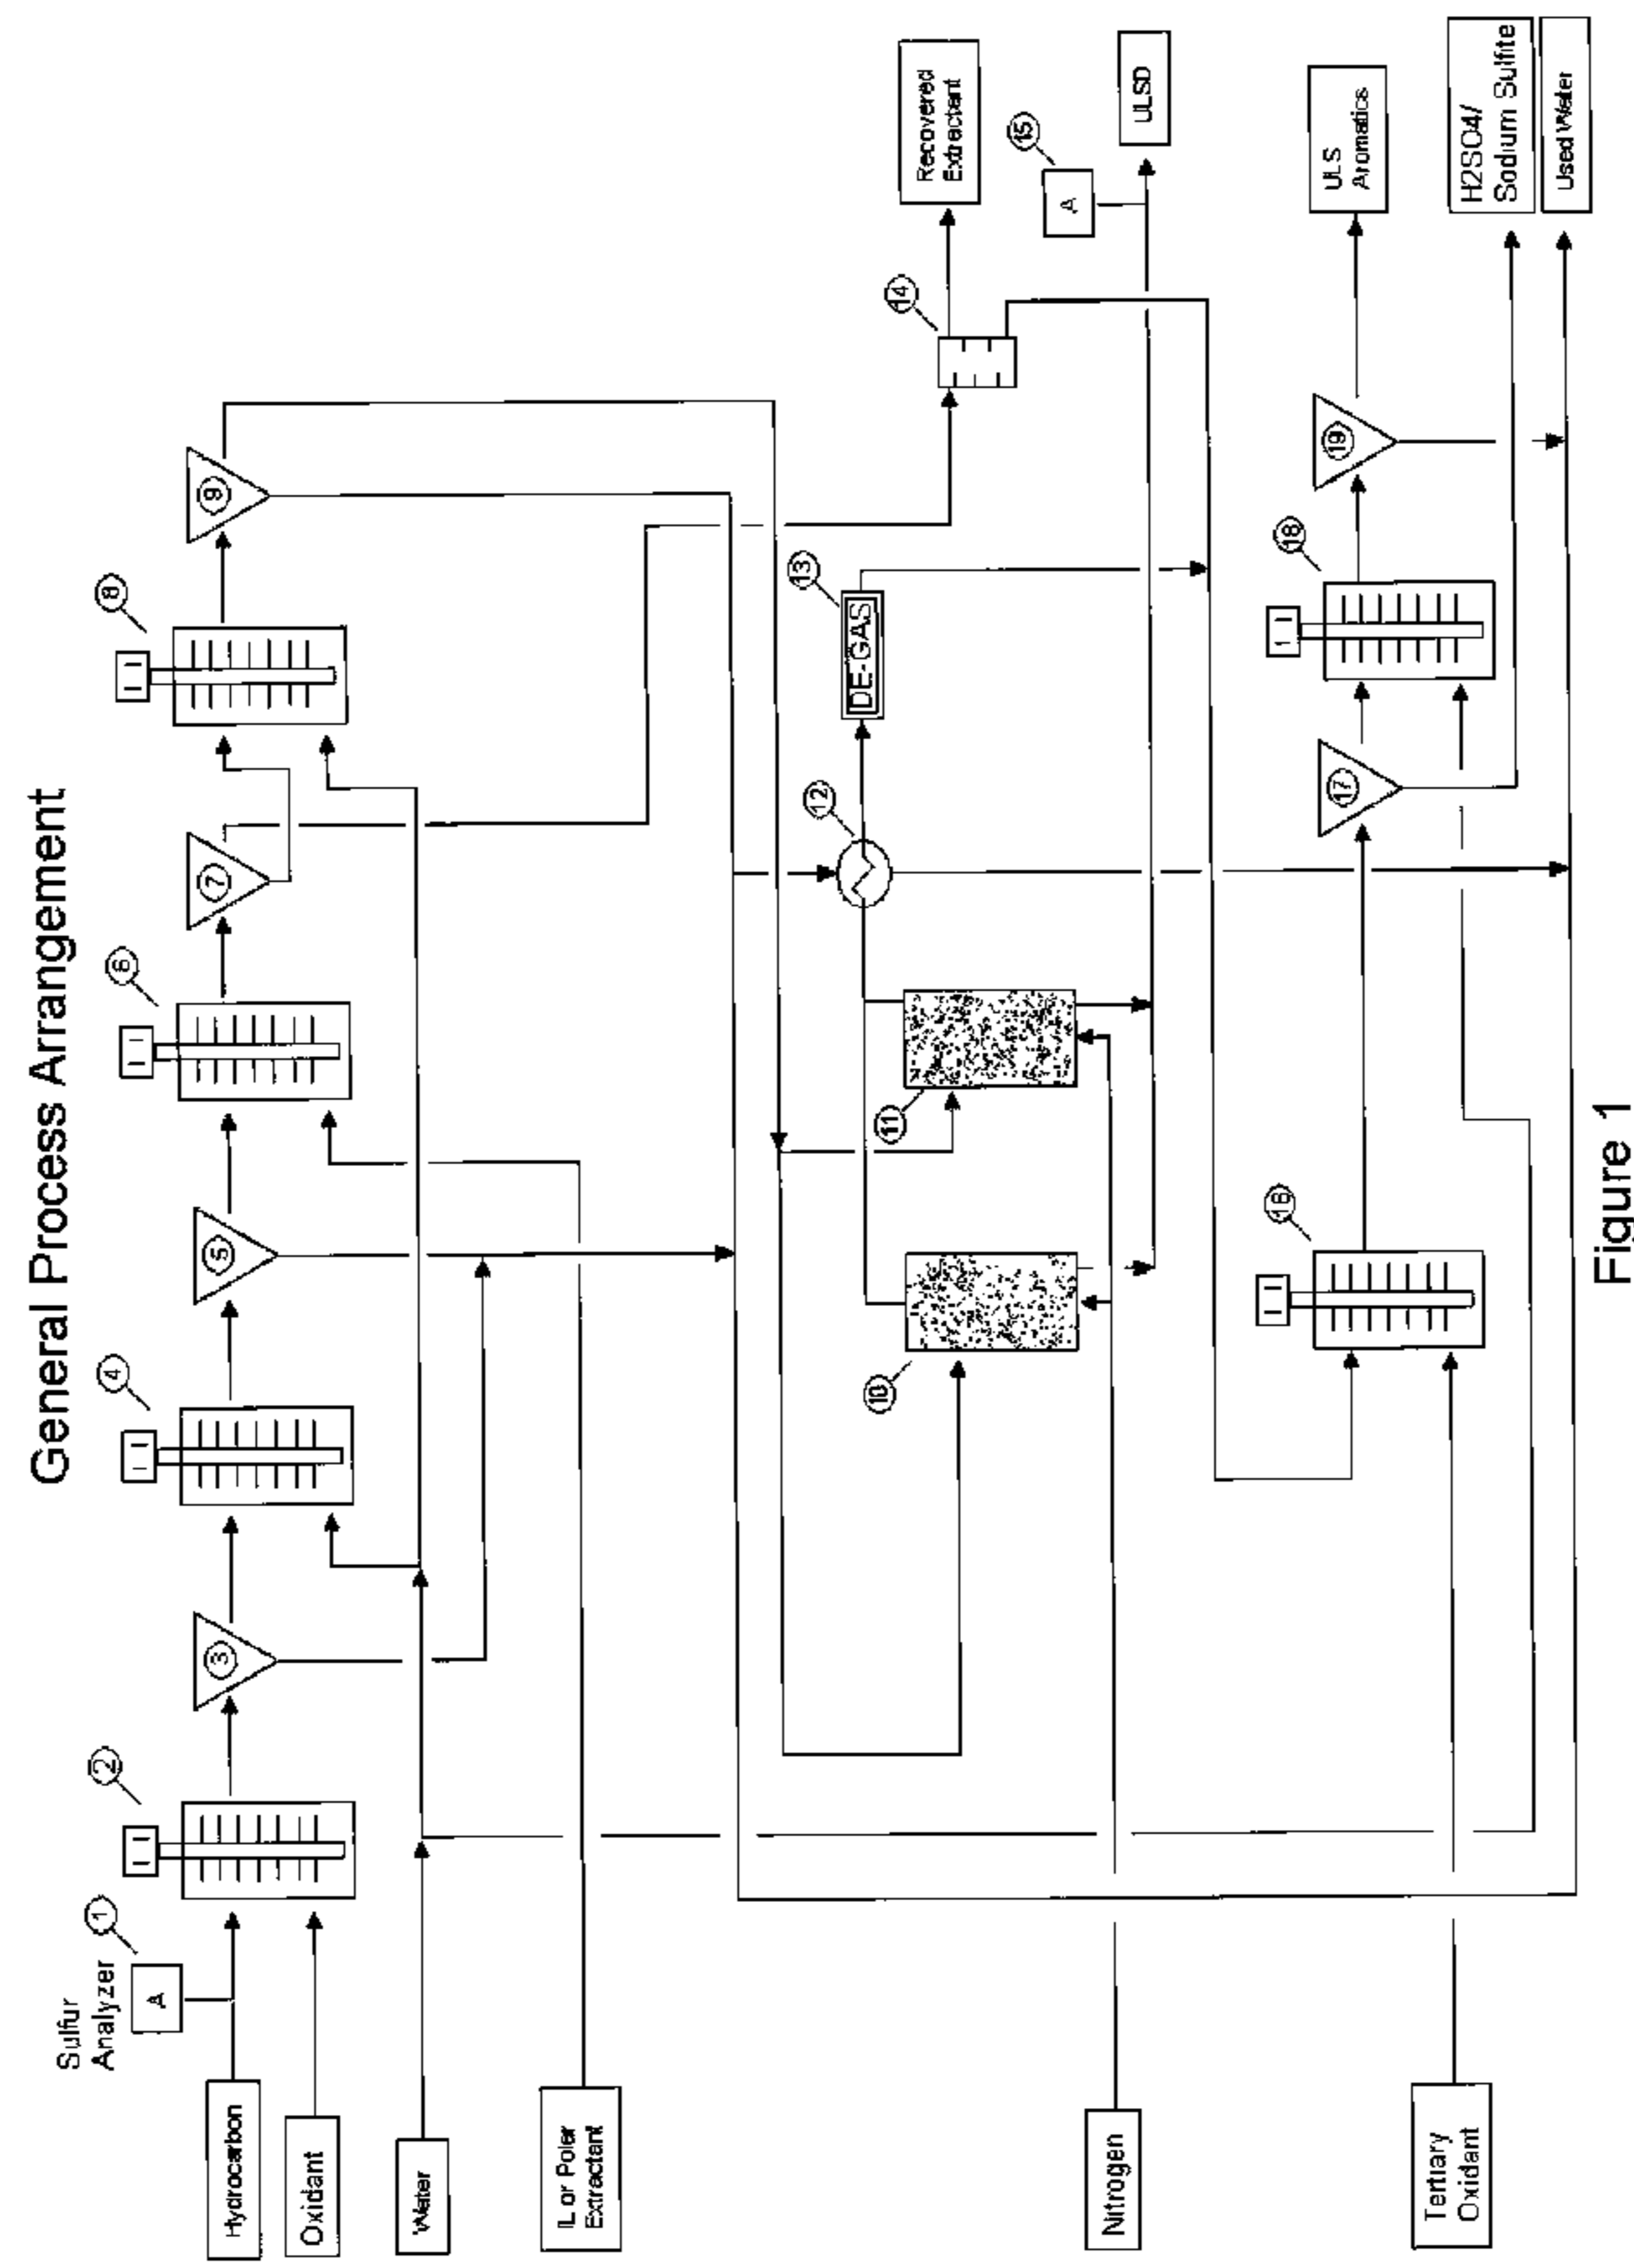 General Process Arrangement
Sulfur
Analyzer
A
1
2
3
4
5
6
7
8
9
Hydrocarbon
Oxidant
Water
IL or Poler
Extractant
Nitrogen
Tertiary
Oxidant
10
11
12
13
DE-GAS
14
15
A
Recovered
Extractant
ULSD
16
17
18
19
ULS
Aromatics
H2SO4/
Sodium Sulfite
Used Water
Figure 1